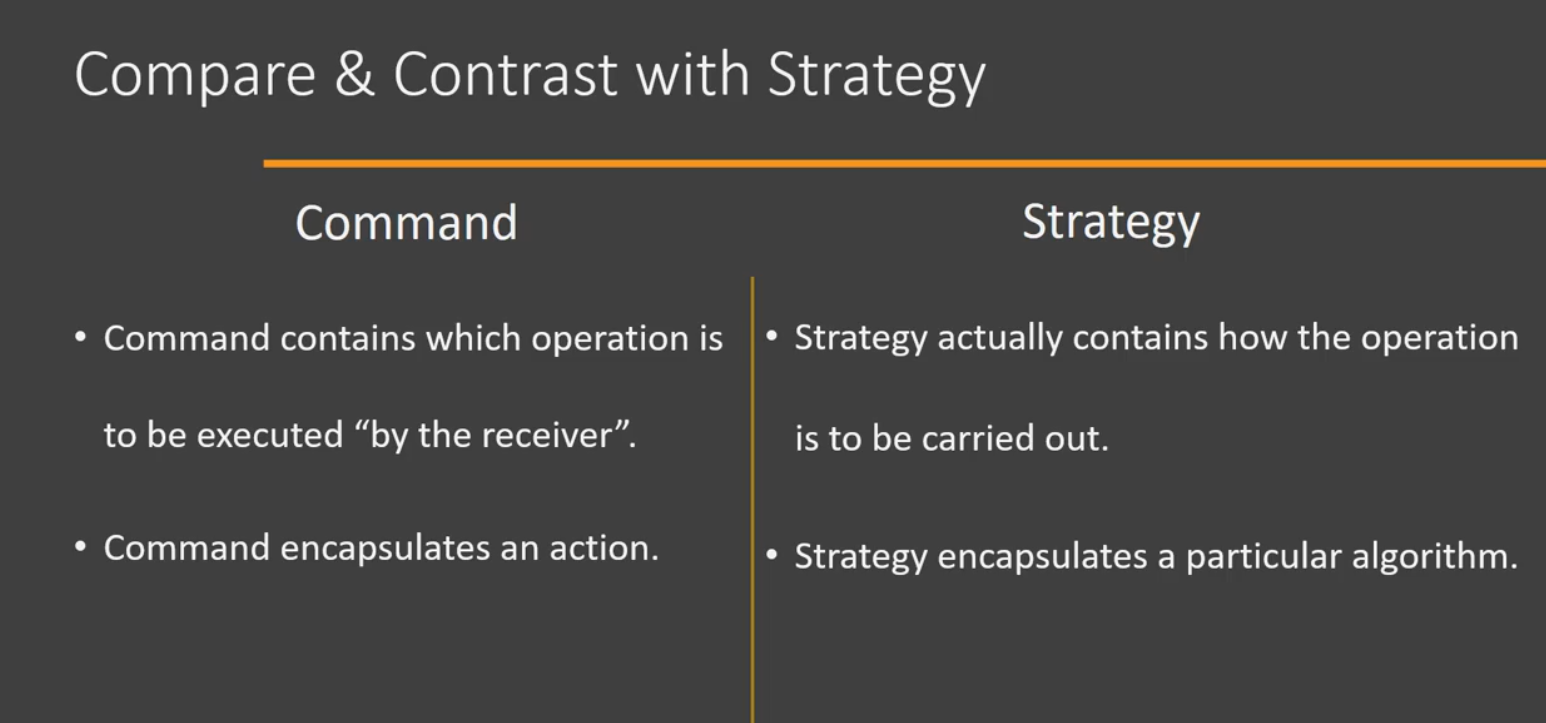 Compare & Contrast with Strategy
Command
• Command contains which operation is
to be executed “by the receiver”.
• Command encapsulates an action.
Strategy
• Strategy actually contains how the operation
is to be carried out.
• Strategy encapsulates a particular algorithm.